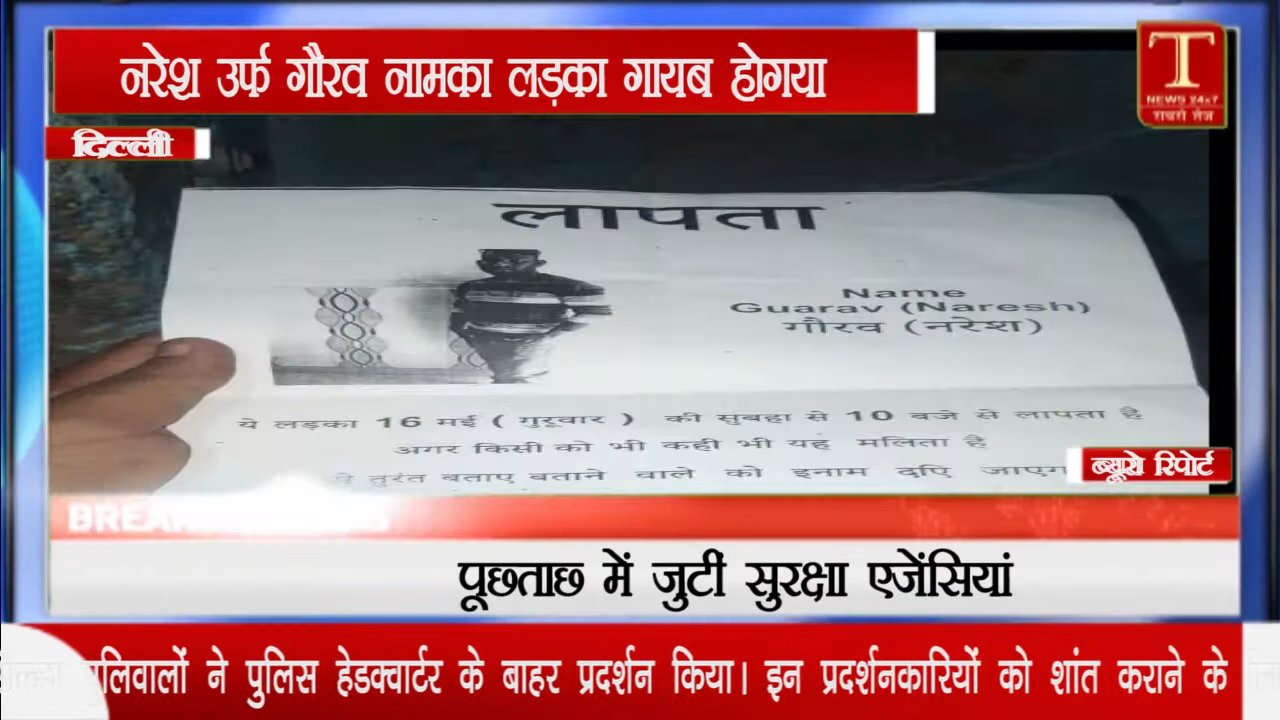 नरेश उर्फ गौरव नामका लड़का गायब होगया
T
NEWS 24x7
सबसे तेज
दिल्ली
लापता
Name
Guarav (Naresh)
गौरव (नरेश)
ये लड़का 16 मई ( गुरुवार ) की सुबहा से 10 बजे से लापता है
अगर किसी को भी कही भी यह मलिता है
तुरंत बताए बताने वाले को इनाम दएि
ब्यूरो रिपोर्ट
पूछताछ में जुटीं सुरक्षा एजेंसियां
ने पुलिस हेडक्वार्टर के बाहर प्रदर्शन किया। इन प्रदर्शनकारियों को शांत कराने के